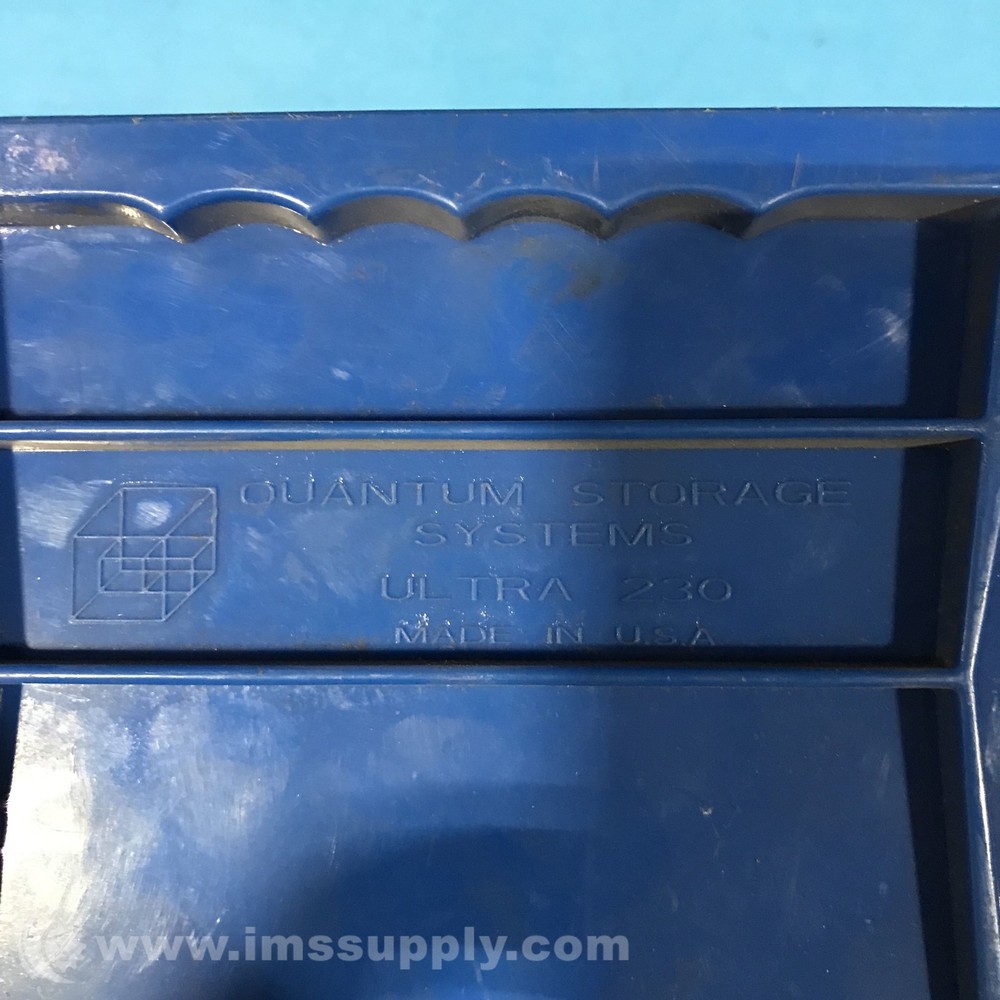 QUANTUM STORAGE
SYSTEMS
ULTRA 230
MADE IN U.S.A
www.imssupply.com